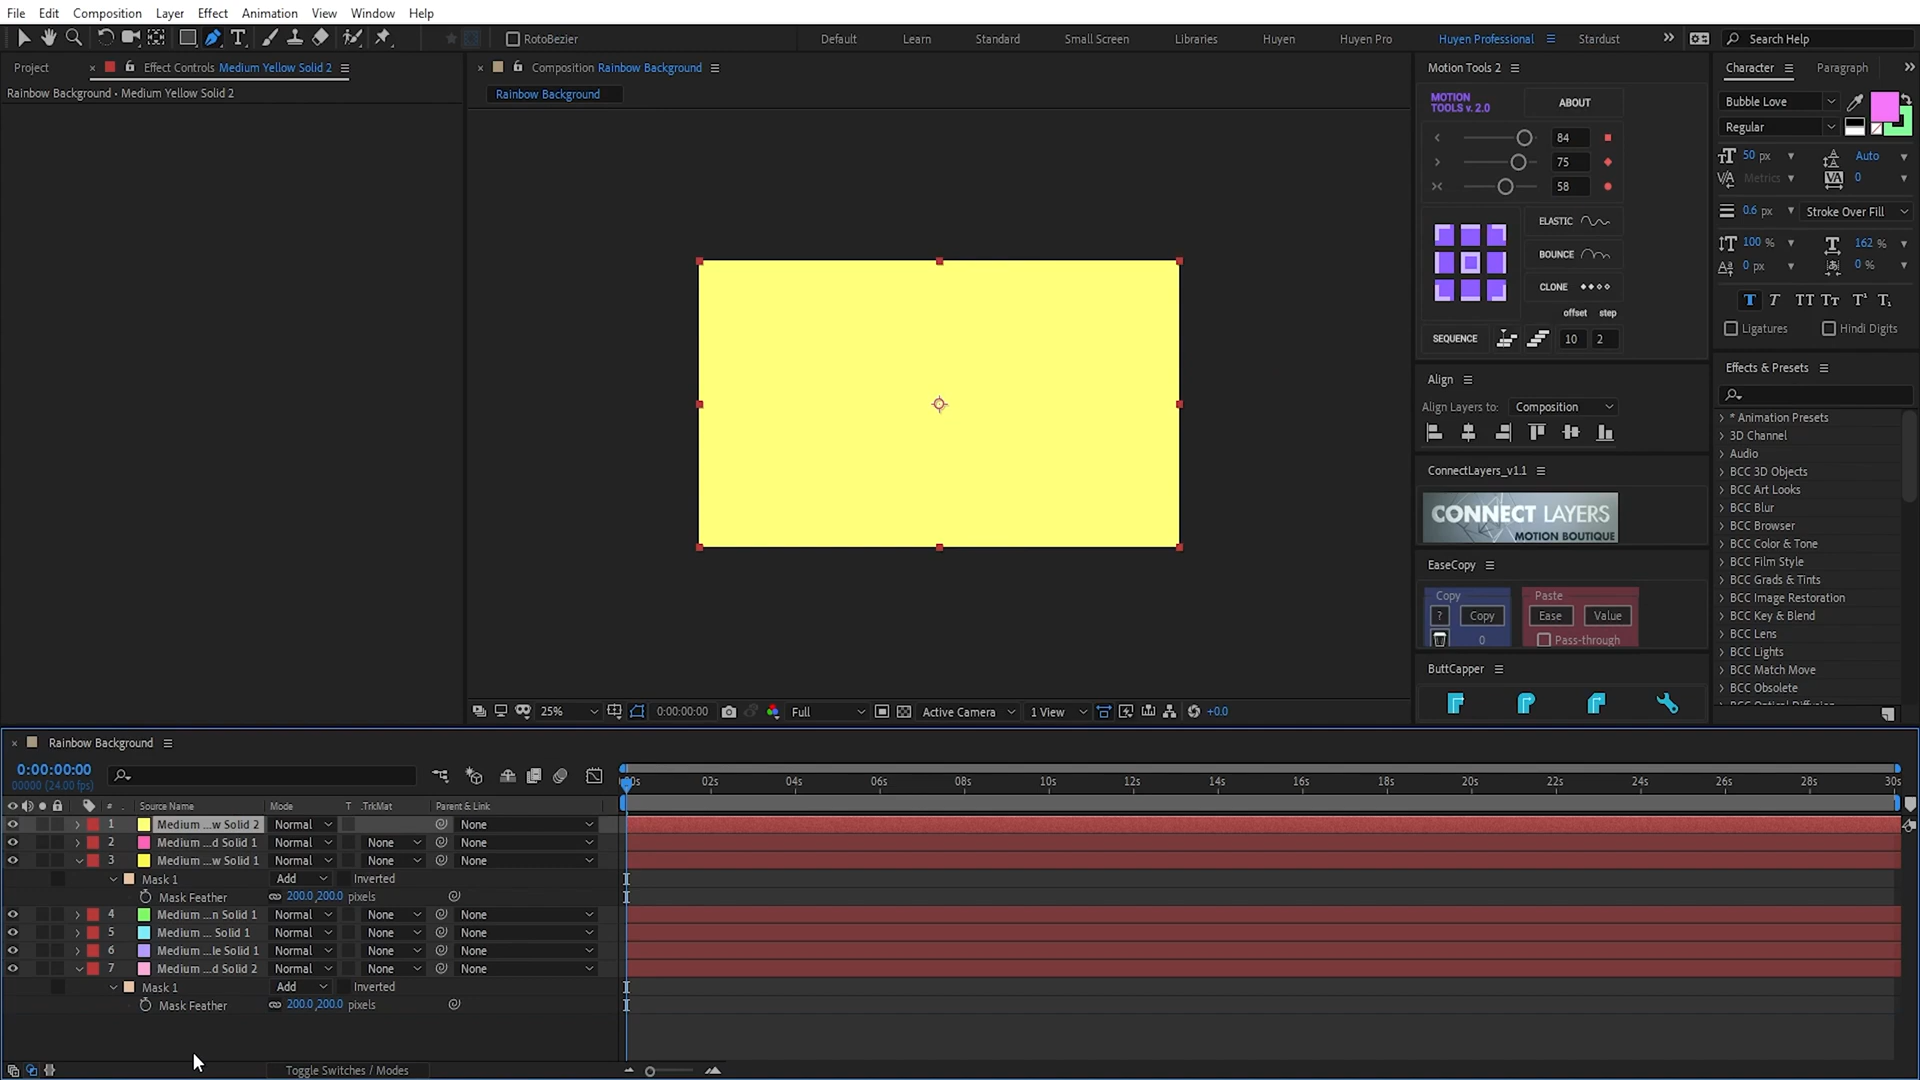 File Edit Composition Layer Effect Animation View Window Help
RotoBezier Default Learn Standard Small Screen Libraries Huyen Huyen Pro Huyen Professional Stardust Search Help
Project Effect Controls Medium Yellow Solid 2
Rainbow Background • Medium Yellow Solid 2
Composition Rainbow Background
Rainbow Background
Motion Tools 2
MOTION
TOOLS v. 2.0
ABOUT
84
75
58
ELASTIC
BOUNCE
CLONE
offset step
SEQUENCE 10 2
Align
Align Layers to: Composition
ConnectLayers_v1.1
CONNECT LAYERS
MOTION BOUTIQUE
EaseCopy
Copy Paste
? Copy Ease Value
0 Pass-through
ButtCapper
Character Paragraph
Bubble Love
Regular
50 px Auto
Metrics 0
0.6 px Stroke Over Fill
100 % 162 %
0 px 0 %
T T TT Tt T¹ T₁
Ligatures Hindi Digits
Effects & Presets
* Animation Presets
3D Channel
Audio
BCC 3D Objects
BCC Art Looks
BCC Blur
BCC Browser
BCC Color & Tone
BCC Film Style
BCC Grads & Tints
BCC Image Restoration
BCC Key & Blend
BCC Lens
BCC Lights
BCC Match Move
BCC Obsolete
25% 0:00:00:00 Full Active Camera 1 View +0.0
Rainbow Background
0:00:00:00
00000 (24.00 fps)
02s 04s 06s 08s 10s 12s 14s 16s 18s 20s 22s 24s 26s 28s 30s
# Source Name Mode T .TrkMat Parent & Link
1 Medium ...w Solid 2 Normal None
2 Medium ...d Solid 1 Normal None None
3 Medium ...w Solid 1 Normal None None
Mask 1 Add Inverted
Mask Feather 200.0,200.0 pixels
4 Medium ...n Solid 1 Normal None None
5 Medium ... Solid 1 Normal None None
6 Medium ...le Solid 1 Normal None None
7 Medium ...d Solid 2 Normal None None
Mask 1 Add Inverted
Mask Feather 200.0,200.0 pixels
Toggle Switches / Modes